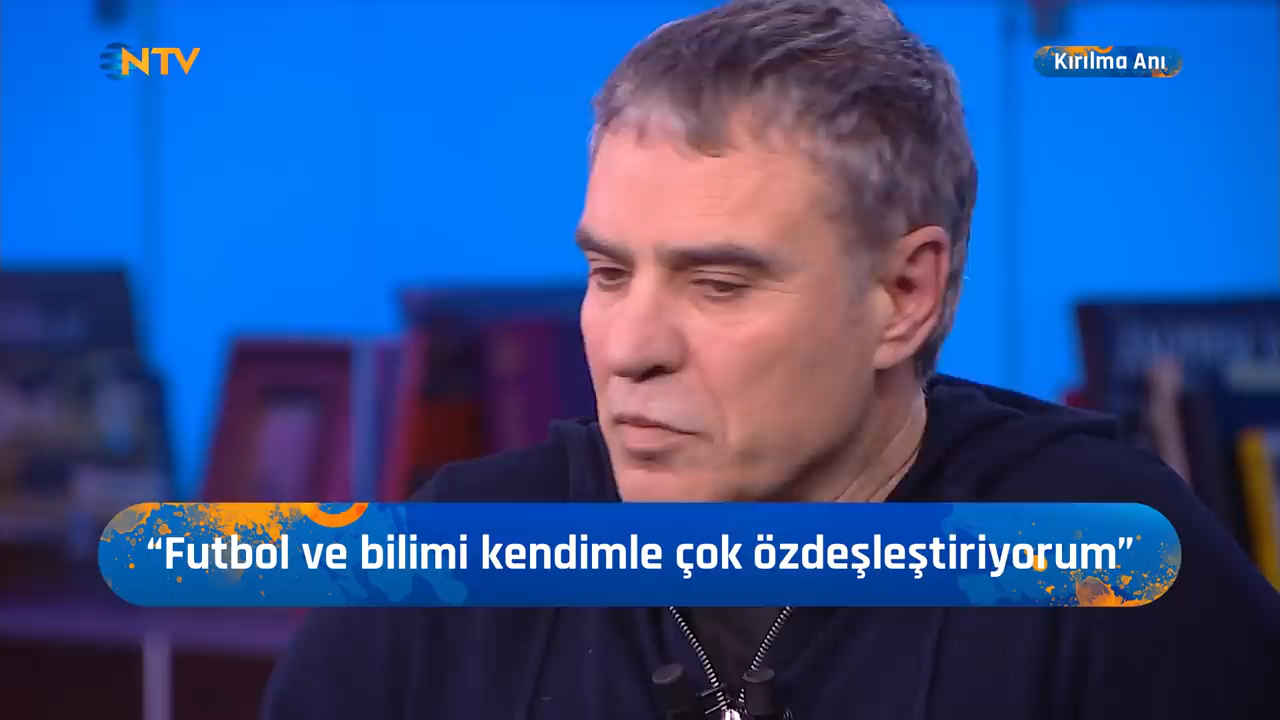 NTV
Kırılma Anı
“Futbol ve bilimi kendimle çok özdeşleştiriyorum”